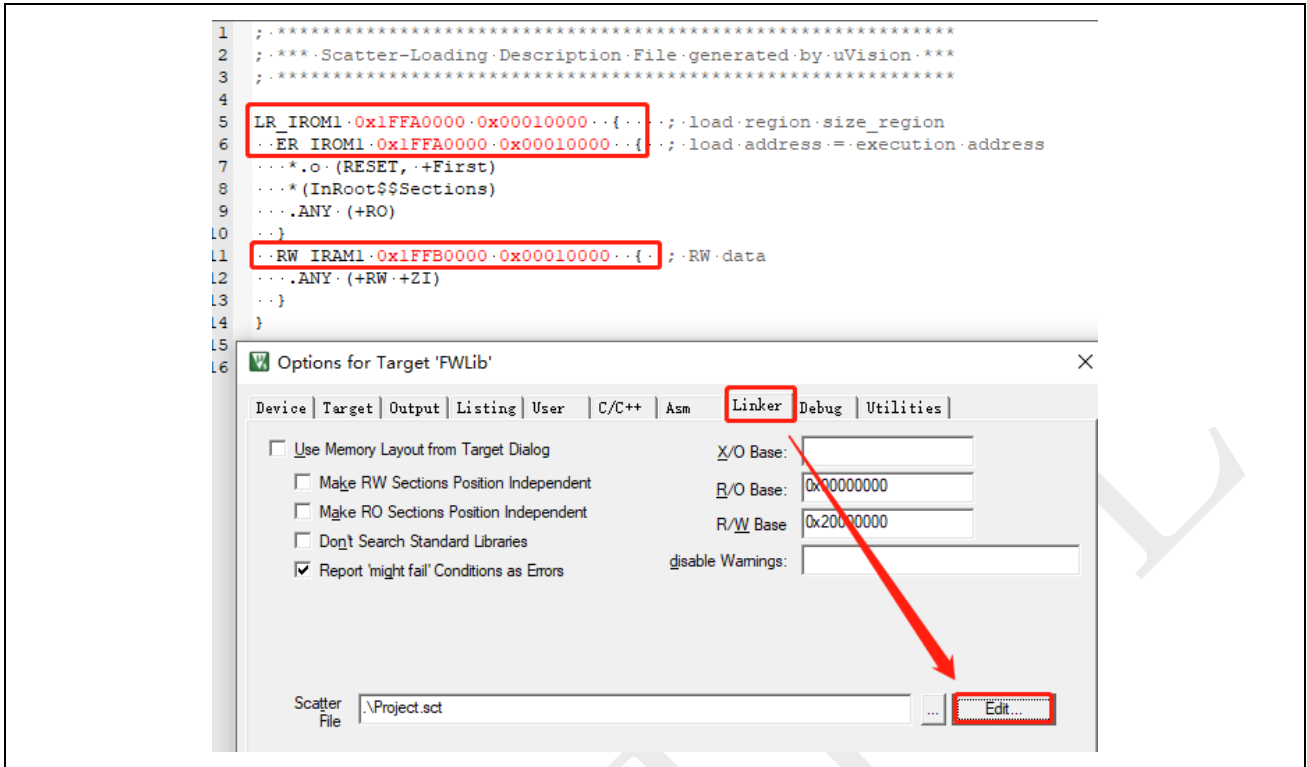 1 ; ************************************************************
2 ; *** Scatter-Loading Description File generated by uVision ***
3 ; ************************************************************
4
5 LR_IROM1 0x1FFA0000 0x00010000 { ; load region size_region
6 ER_IROM1 0x1FFA0000 0x00010000 { ; load address = execution address
7 *.o (RESET, +First)
8 *(InRoot$$Sections)
9 .ANY (+RO)
10 }
11 RW_IRAM1 0x1FFB0000 0x00010000 { ; RW data
12 .ANY (+RW +ZI)
13 }
14 }
15
16
Options for Target 'FWLib'
Device Target Output Listing User C/C++ Asm Linker Debug Utilities
Use Memory Layout from Target Dialog X/O Base:
Make RW Sections Position Independent R/O Base: 0x00000000
Make RO Sections Position Independent R/W Base 0x20000000
Don't Search Standard Libraries disable Warnings:
Report 'might fail' Conditions as Errors
Scatter File .\Project.sct ... Edit...